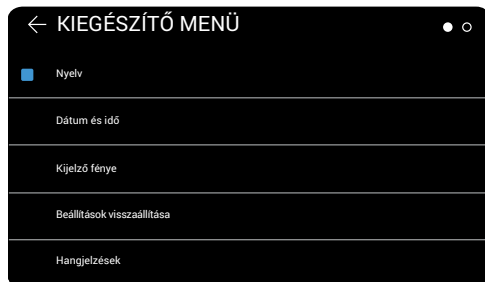 KIEGÉSZÍTŐ MENÜ
Nyelv
Dátum és idő
Kijelző fénye
Beállítások visszaállítása
Hangjelzések